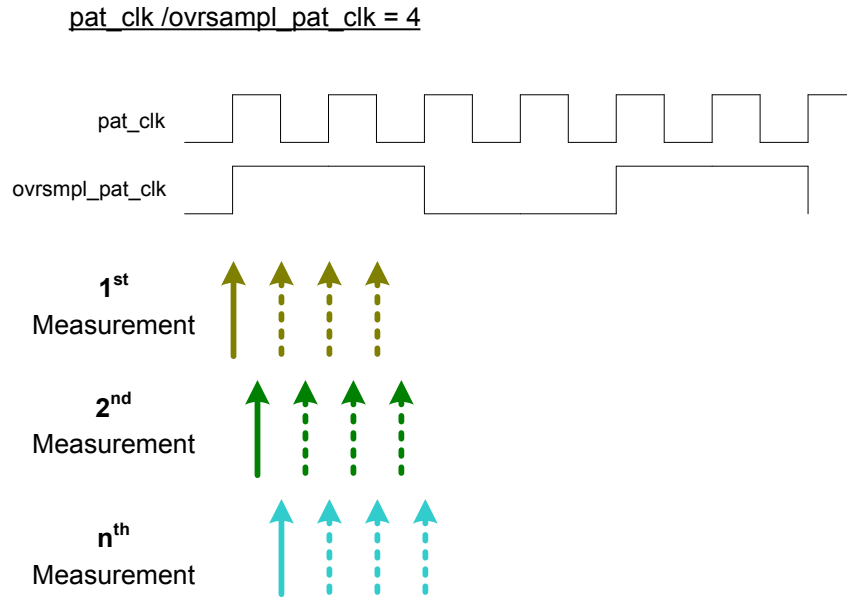 pat_clk /ovrsampl_pat_clk = 4
pat_clk
ovrsmpl_pat_clk
1st
Measurement
2nd
Measurement
nth
Measurement